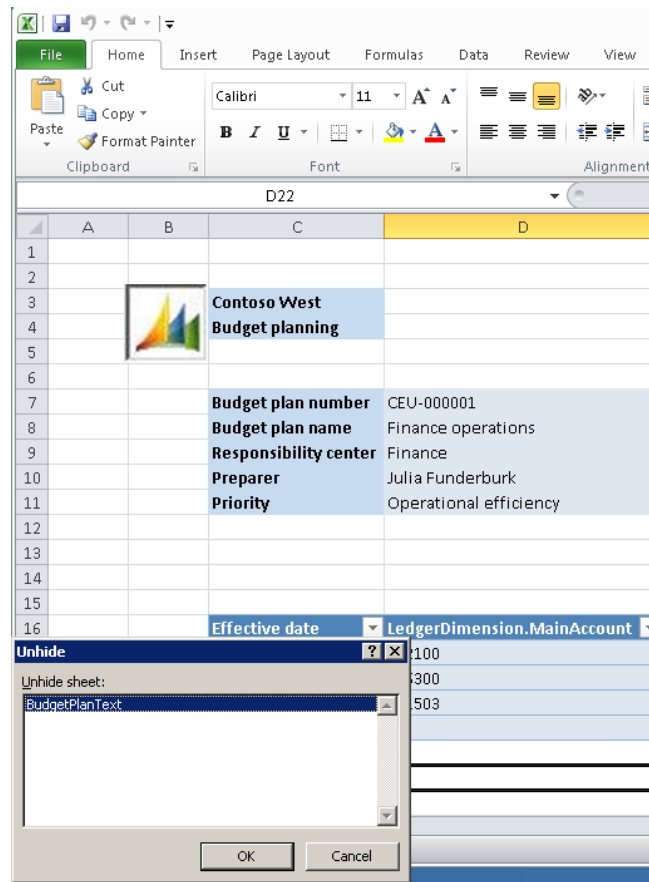 File Home Insert Page Layout Formulas Data Review View
Cut
Copy
Format Painter
Paste
Calibri 11 A A
B I U A
Clipboard Font Alignment
D22
A B C D
1
2
3 Contoso West
4 Budget planning
5
6
7 Budget plan number CEU-000001
8 Budget plan name Finance operations
9 Responsibility center Finance
10 Preparer Julia Funderburk
11 Priority Operational efficiency
12
13
14
15
16 Effective date LedgerDimension.MainAccount
Unhide ? X
Unhide sheet:
BudgetPlanText
OK Cancel
100
300
503